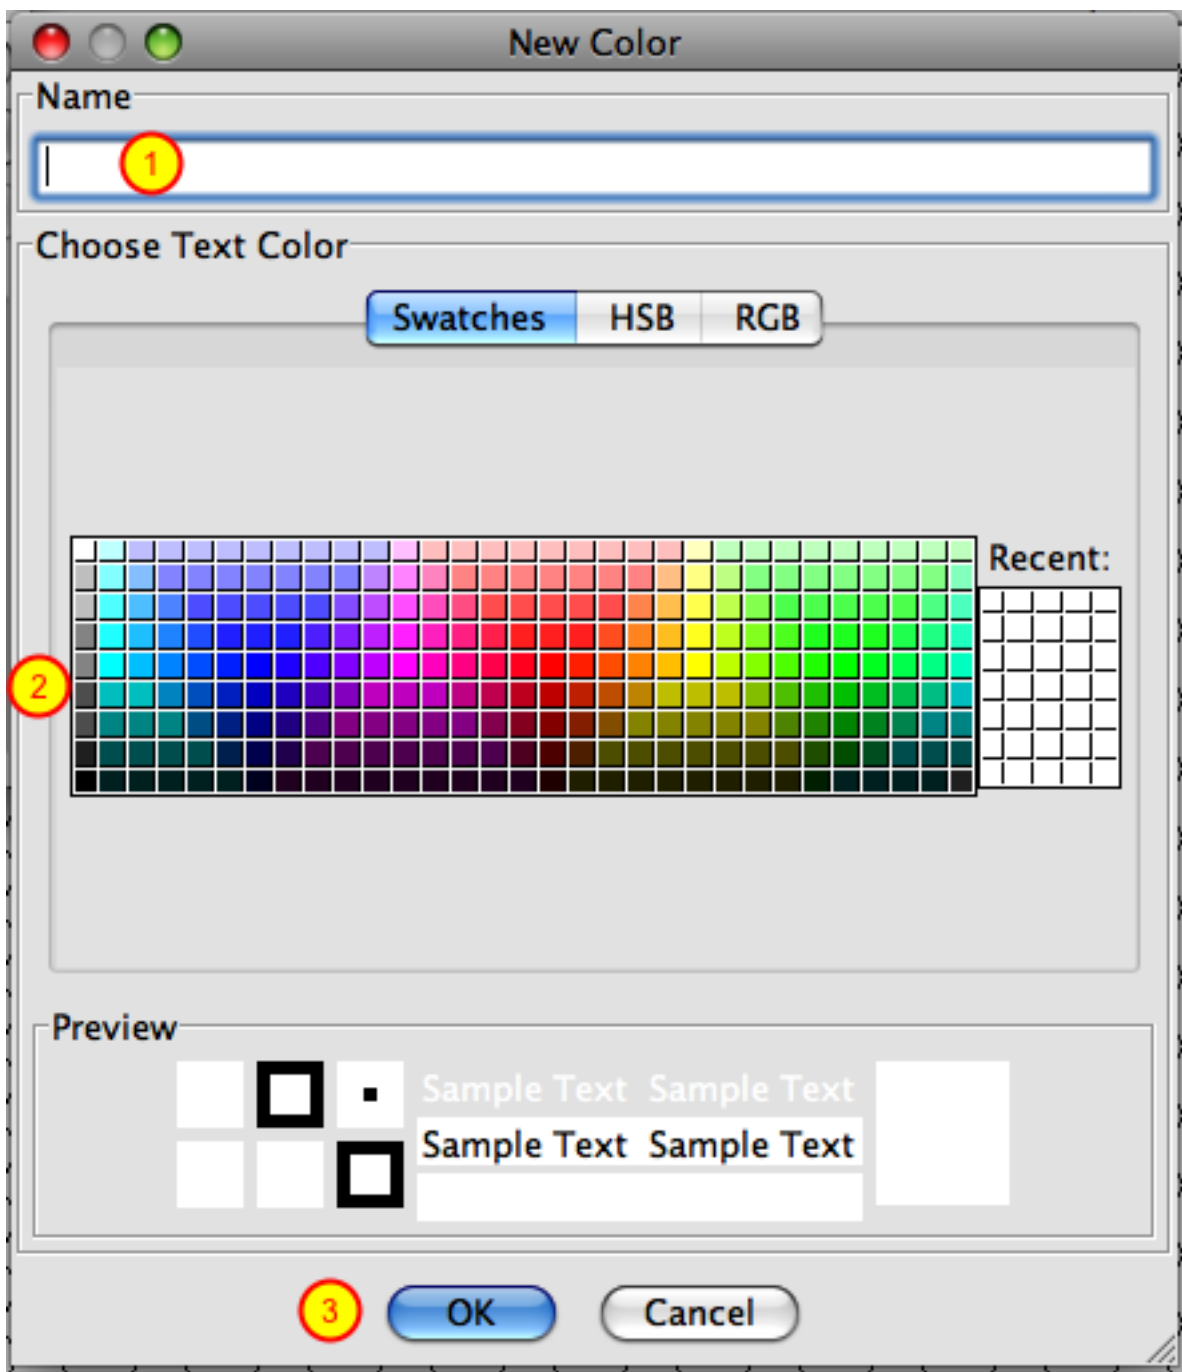 New Color
Name
1
Choose Text Color
Swatches HSB RGB
Recent:
2
Preview
Sample Text Sample Text
Sample Text Sample Text
3 OK Cancel